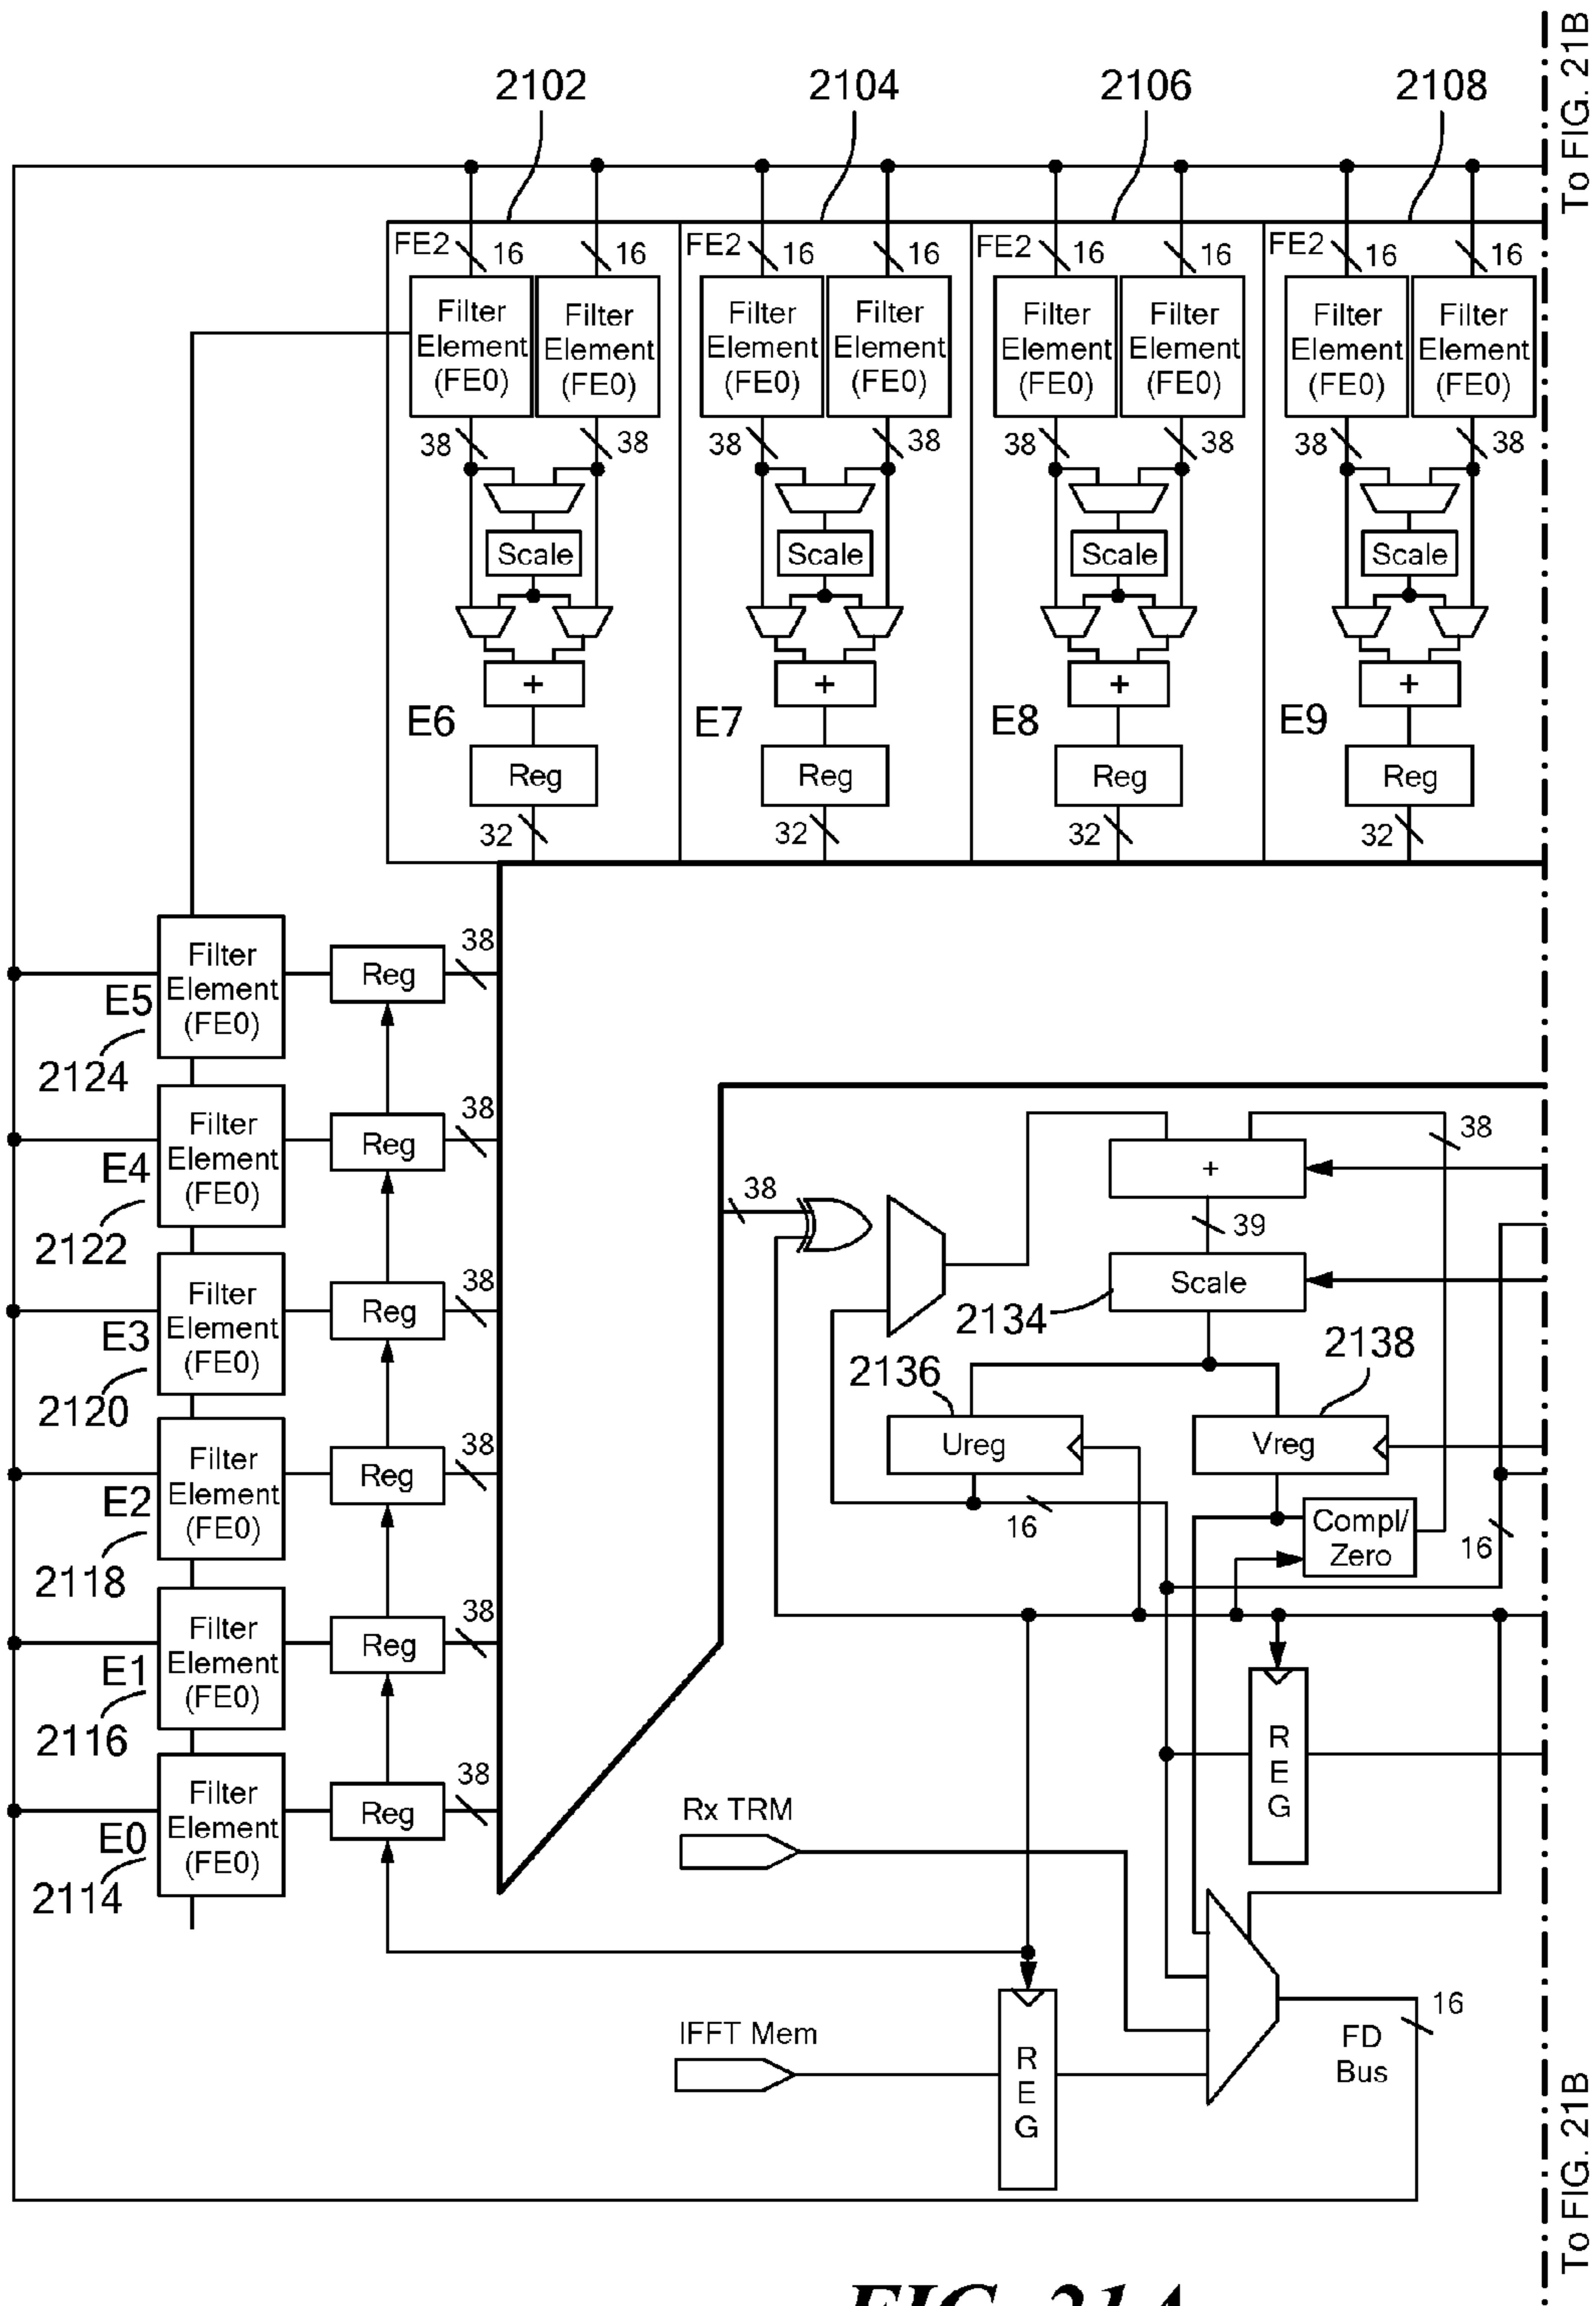 2102 2104 2106 2108
To FIG. 21B
FE2 16 16 FE2 16 16 FE2 16 16 FE2 16 16
Filter Filter Filter Filter Filter Filter Filter Filter
Element Element Element Element Element Element Element Element
(FE0) (FE0) (FE0) (FE0) (FE0) (FE0) (FE0) (FE0)
38 38 38 38 38 38 38 38
Scale Scale Scale Scale
+ + + +
E6 E7 E8 E9
Reg Reg Reg Reg
32 32 32 32
Filter
Element
(FE0)
E5
2124
Reg
38
Filter
Element
(FE0)
E4
2122
Reg
38
Filter
Element
(FE0)
E3
2120
Reg
38
Filter
Element
(FE0)
E2
2118
Reg
38
Filter
Element
(FE0)
E1
2116
Reg
38
Filter
Element
(FE0)
E0
2114
Reg
38
38
+
38
39
Scale
2134
2136
2138
Ureg
Vreg
16
Compl/
Zero
16
REG
Rx TRM
IFFT Mem
REG
16
FD
Bus
To FIG. 21B
FIG. 21A